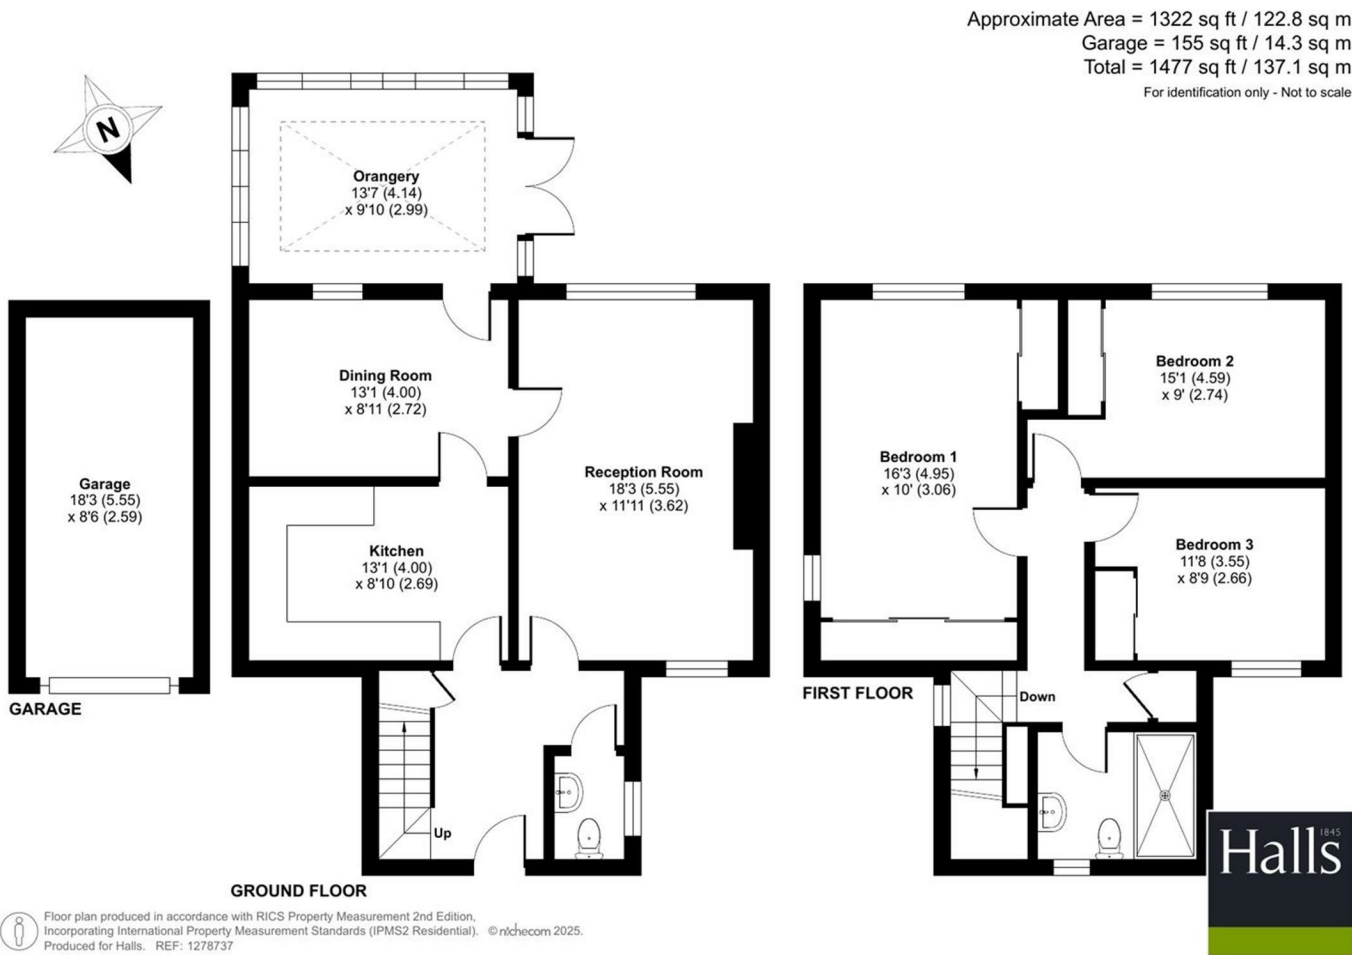 Approximate Area = 1322 sq ft / 122.8 sq m
Garage = 155 sq ft / 14.3 sq m
Total = 1477 sq ft / 137.1 sq m
For identification only - Not to scale
N
Orangery
13'7 (4.14)
x 9'10 (2.99)
Dining Room
13'1 (4.00)
x 8'11 (2.72)
Reception Room
18'3 (5.55)
x 11'11 (3.62)
Kitchen
13'1 (4.00)
x 8'10 (2.69)
Garage
18'3 (5.55)
x 8'6 (2.59)
GARAGE
Up
GROUND FLOOR
Bedroom 1
16'3 (4.95)
x 10' (3.06)
Bedroom 2
15'1 (4.59)
x 9' (2.74)
Bedroom 3
11'8 (3.55)
x 8'9 (2.66)
FIRST FLOOR
Down
Halls
1845
Floor plan produced in accordance with RICS Property Measurement 2nd Edition,
Incorporating International Property Measurement Standards (IPMS2 Residential). © nichecom 2025.
Produced for Halls. REF: 1278737